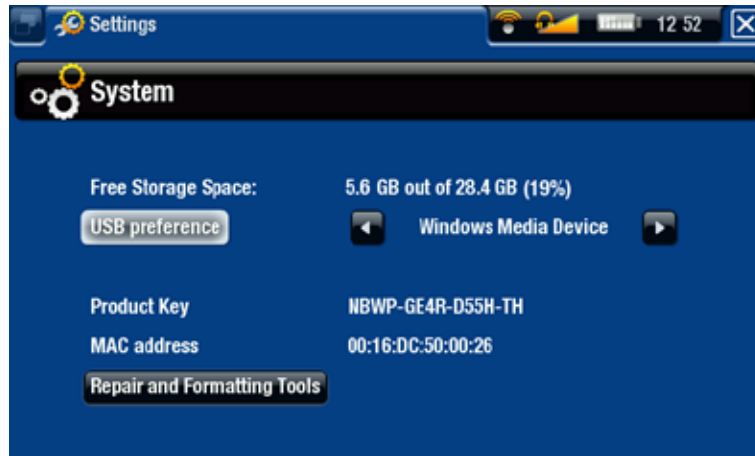 Settings 12 52
System
Free Storage Space: 5.6 GB out of 28.4 GB (19%)
USB preference Windows Media Device
Product Key NBWP-GE4R-D55H-TH
MAC address 00:16:DC:50:00:26
Repair and Formatting Tools